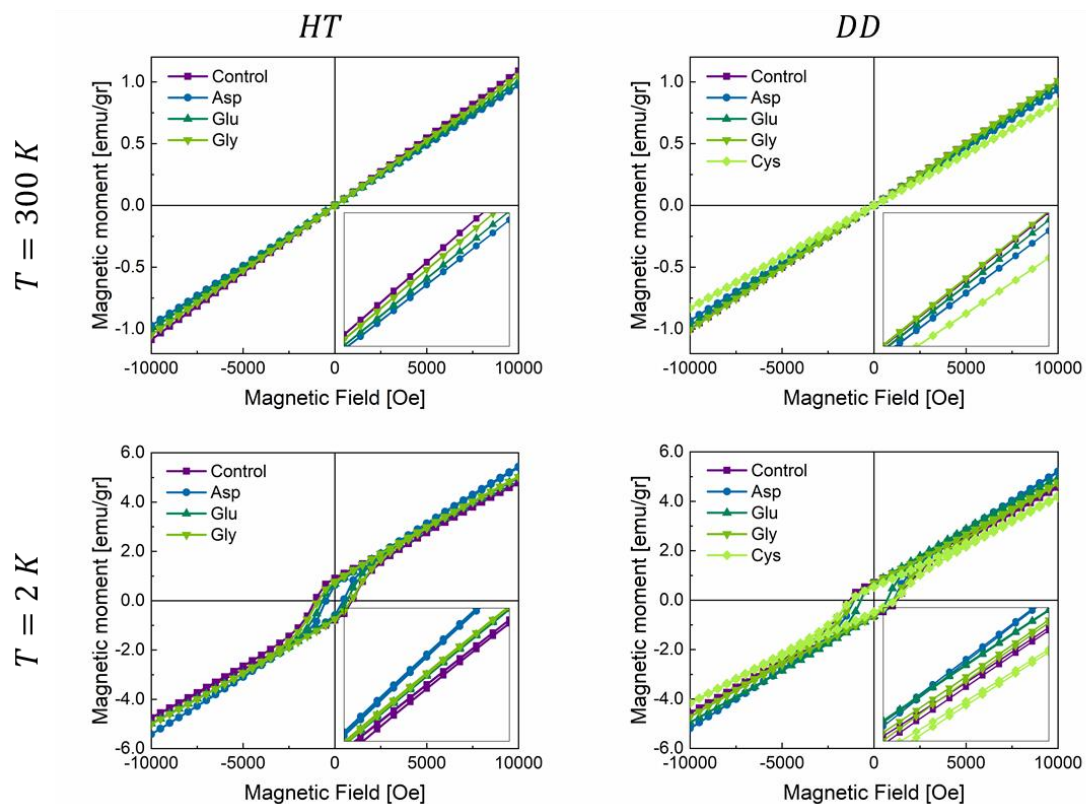 HT
DD
T = 300 K
Magnetic moment [emu/gr]
1.0
0.5
0.0
-0.5
-1.0
Control
Asp
Glu
Gly
-10000 -5000 0 5000 10000
Magnetic Field [Oe]
Magnetic moment [emu/gr]
1.0
0.5
0.0
-0.5
-1.0
Control
Asp
Glu
Gly
Cys
-10000 -5000 0 5000 10000
Magnetic Field [Oe]
T = 2 K
Magnetic moment [emu/gr]
6.0
4.0
2.0
0.0
-2.0
-4.0
-6.0
Control
Asp
Glu
Gly
-10000 -5000 0 5000 10000
Magnetic Field [Oe]
Magnetic moment [emu/gr]
6.0
4.0
2.0
0.0
-2.0
-4.0
-6.0
Control
Asp
Glu
Gly
Cys
-10000 -5000 0 5000 10000
Magnetic Field [Oe]